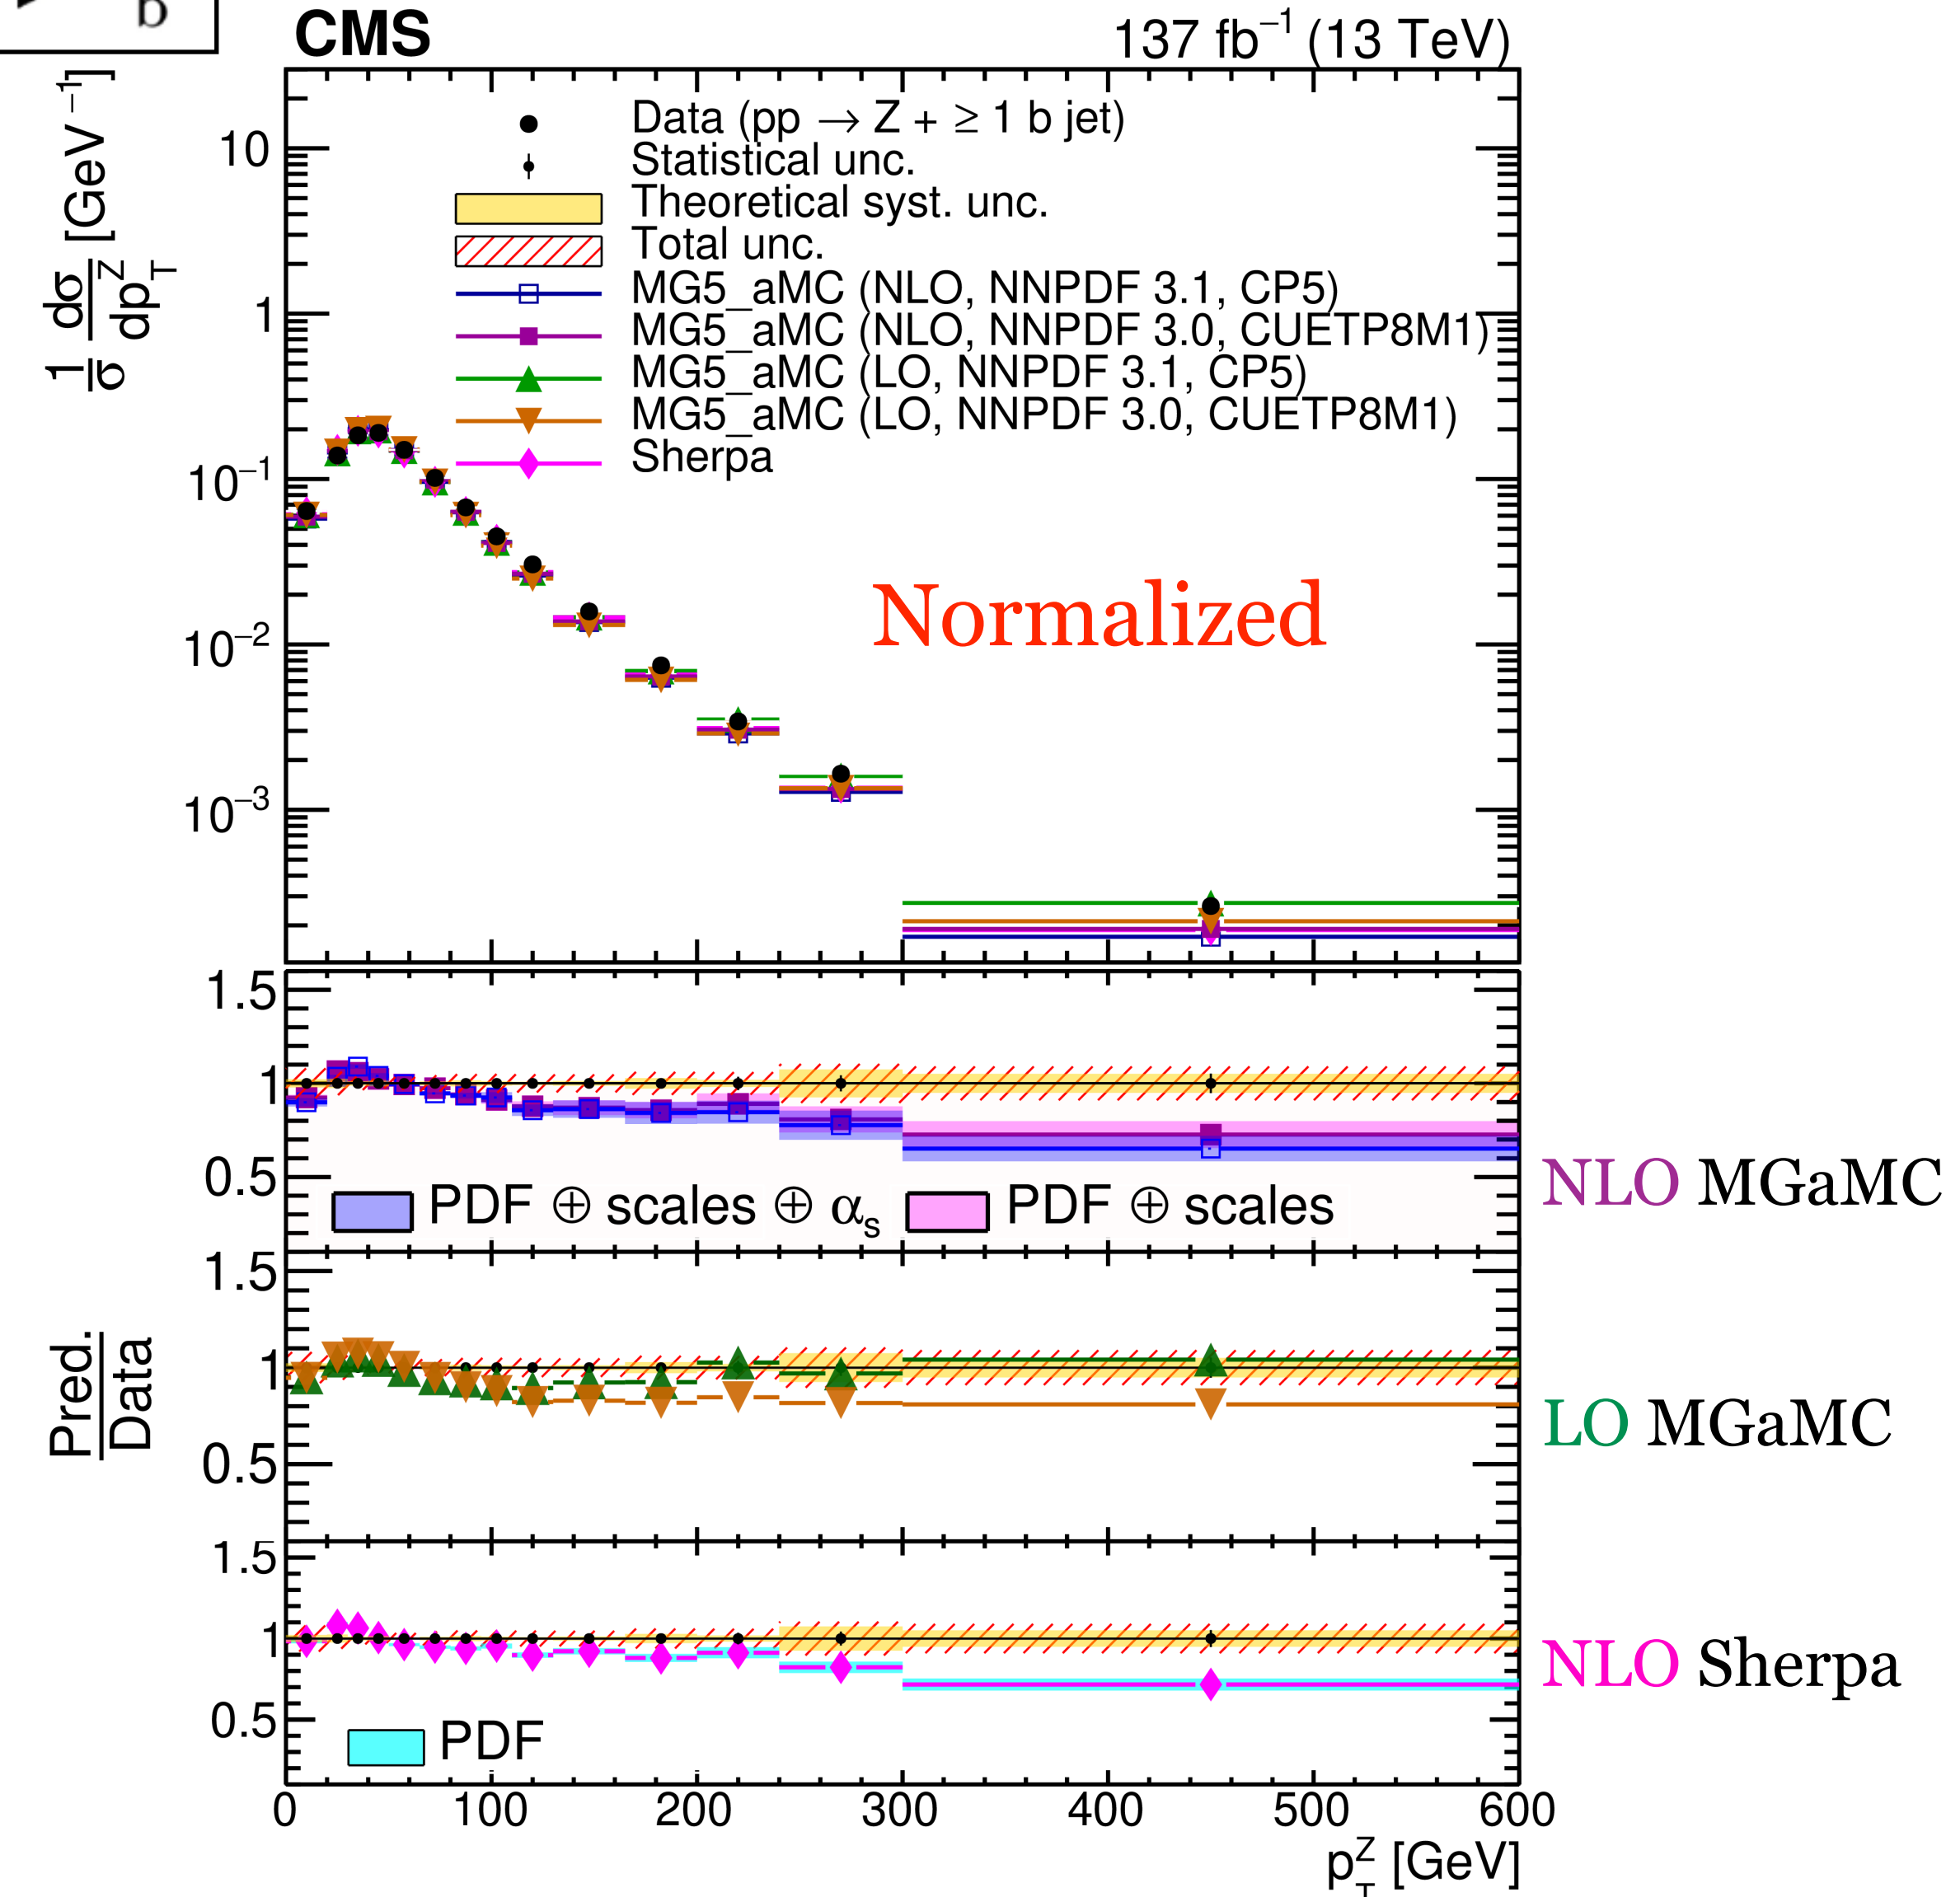 b
CMS
137 fb⁻¹ (13 TeV)
1/σ dσ/dp_T^Z [GeV⁻¹]
Data (pp → Z + ≥ 1 b jet)
Statistical unc.
Theoretical syst. unc.
Total unc.
MG5_aMC (NLO, NNPDF 3.1, CP5)
MG5_aMC (NLO, NNPDF 3.0, CUETP8M1)
MG5_aMC (LO, NNPDF 3.1, CP5)
MG5_aMC (LO, NNPDF 3.0, CUETP8M1)
Sherpa
10
1
10⁻¹
10⁻²
10⁻³
Normalized
1.5
1
0.5
PDF ⊕ scales ⊕ αₛ
PDF ⊕ scales
NLO MGaMC
Pred.
Data
1.5
1
0.5
LO MGaMC
1.5
1
0.5
PDF
NLO Sherpa
0 100 200 300 400 500 600
p_T^Z [GeV]